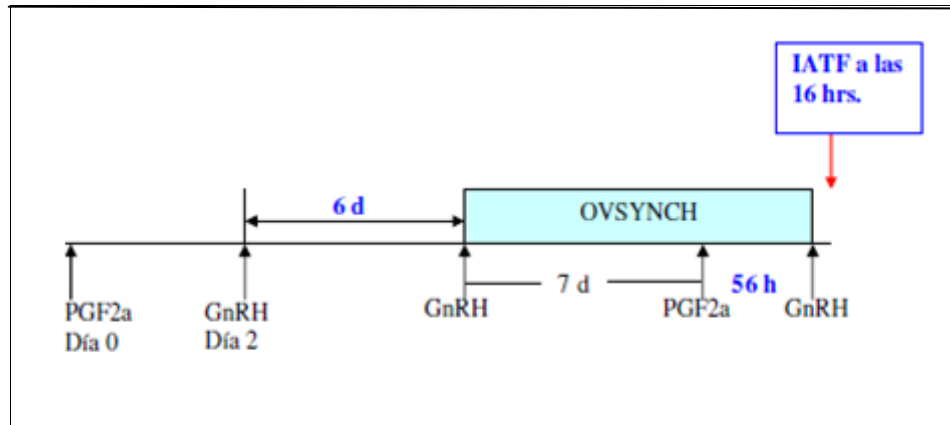 IATF a las
16 hrs.
6 d
OVSYNCH
PGF2a
Día 0
GnRH
Día 2
GnRH
7 d
PGF2a
56 h
GnRH